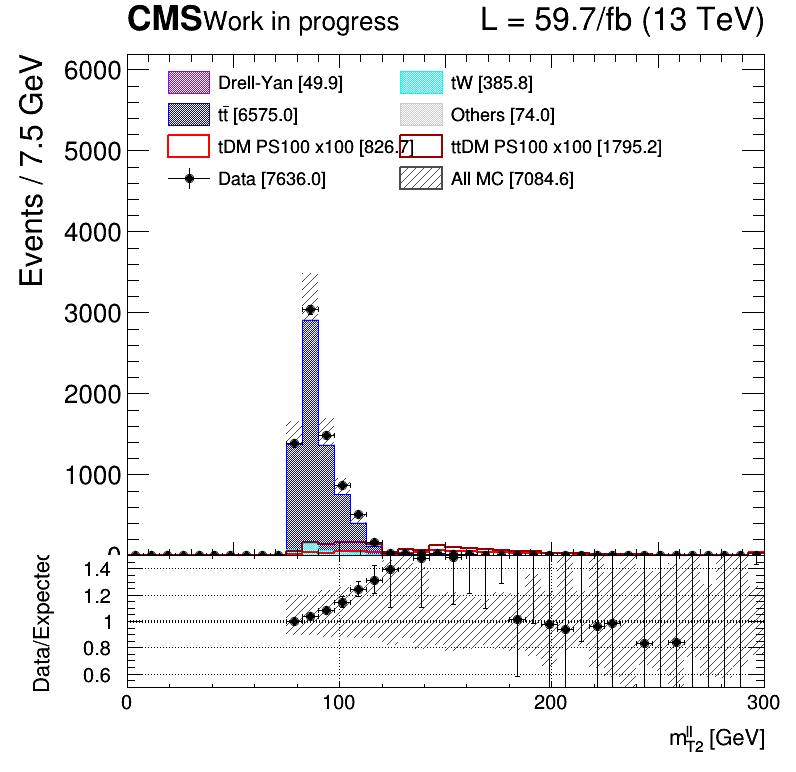 CMS Work in progress L = 59.7/fb (13 TeV)
Events / 7.5 GeV
6000
5000
4000
3000
2000
1000
0
Drell-Yan [49.9] tW [385.8]
tt̄ [6575.0] Others [74.0]
tDM PS100 x100 [826.7] ttDM PS100 x100 [1795.2]
Data [7636.0] All MC [7084.6]
Data/Expected
1.4
1.2
1
0.8
0.6
0 100 200 300
m^ll_T2 [GeV]